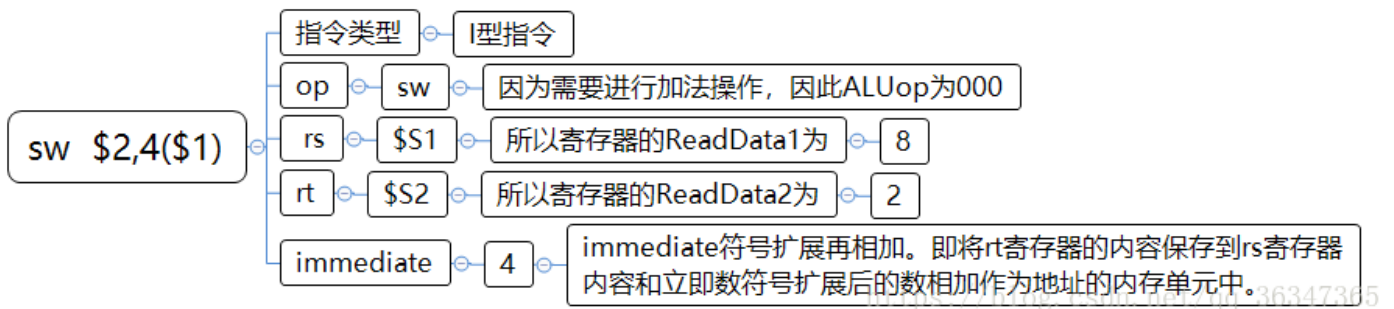 指令类型 I型指令
op sw 因为需要进行加法操作，因此ALUop为000
sw $2,4($1)
rs $S1 所以寄存器的ReadData1为 8
rt $S2 所以寄存器的ReadData2为 2
immediate 4 immediate符号扩展再相加。即将rt寄存器的内容保存到rs寄存器
内容和立即数符号扩展后的数相加作为地址的内存单元中。
https://blog.csdn.net/qq_36347365